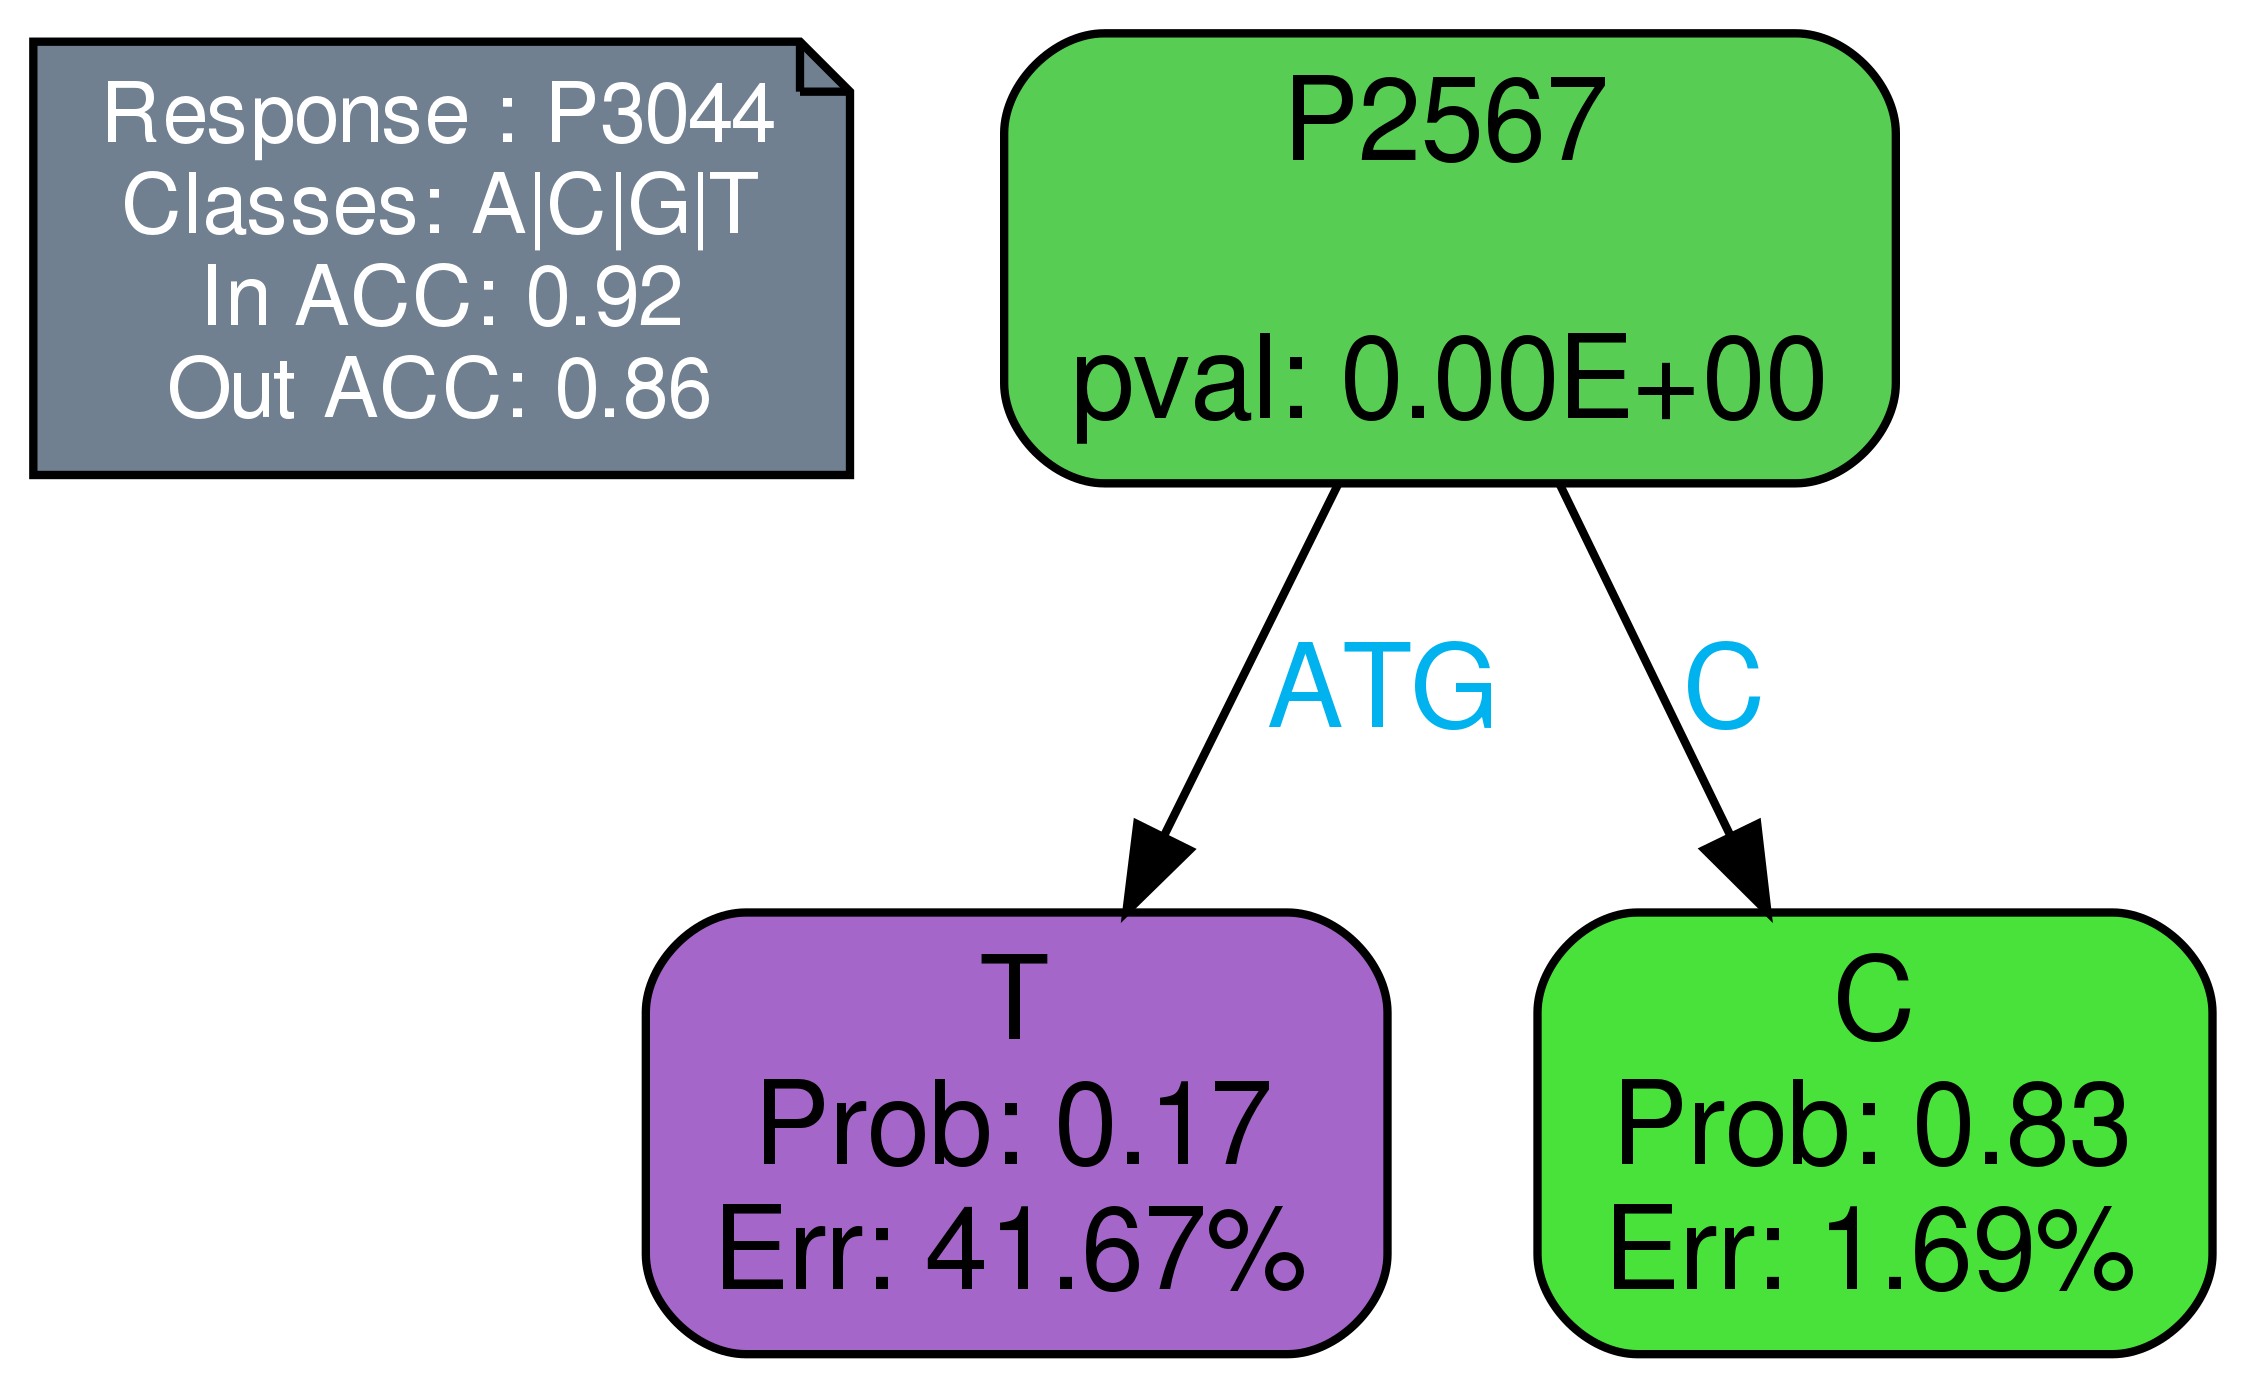 Response : P3044
Classes: A|C|G|T
In ACC: 0.92
Out ACC: 0.86
P2567
pval: 0.00E+00
ATG
C
T
Prob: 0.17
Err: 41.67%
C
Prob: 0.83
Err: 1.69%